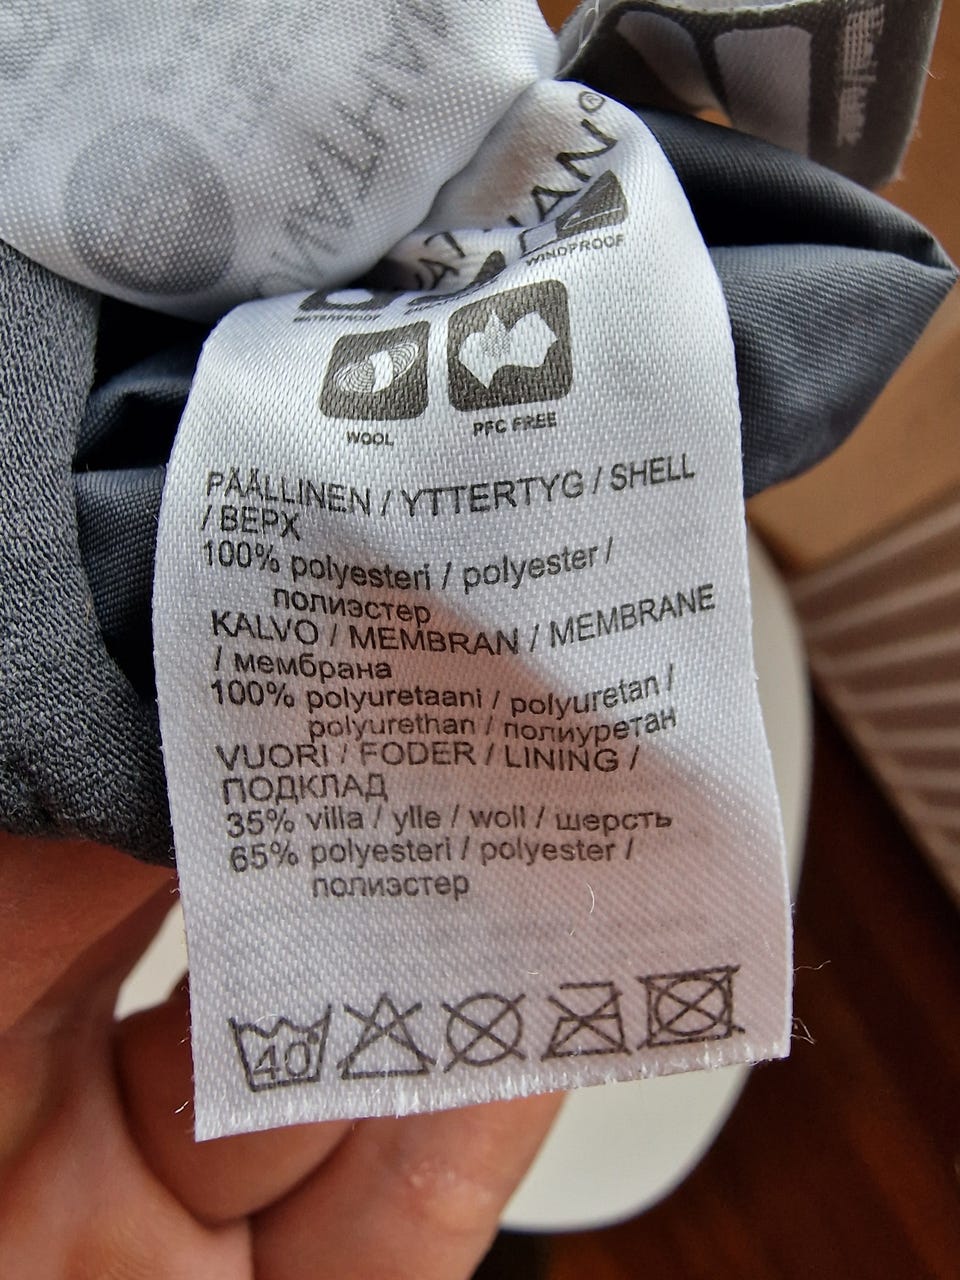 WINDPROOF
WATERPROOF
WOOL
PFC FREE
PÄÄLLINEN / YTTERTYG / SHELL
/ ВЕРХ
100% polyesteri / polyester /
полиэстер
KALVO / MEMBRAN / MEMBRANE
/ мембрана
100% polyuretaani / polyuretan /
polyurethan / полиуретан
VUORI / FODER / LINING /
ПОДКЛАД
35% villa / ylle / woll / шерсть
65% polyesteri / polyester /
полиэстер
40°